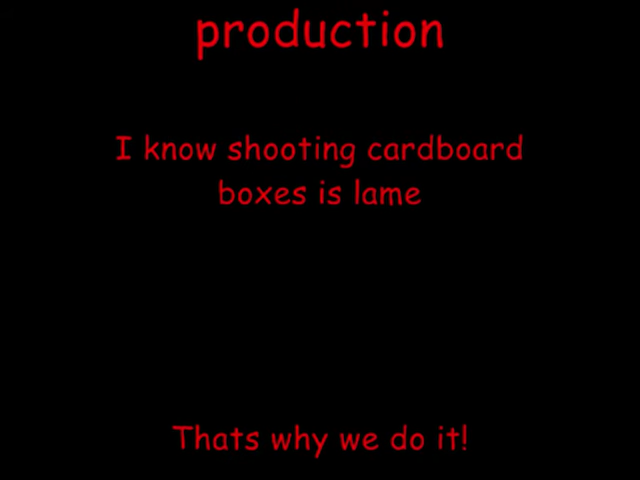 production
I know shooting cardboard
boxes is lame
Thats why we do it!